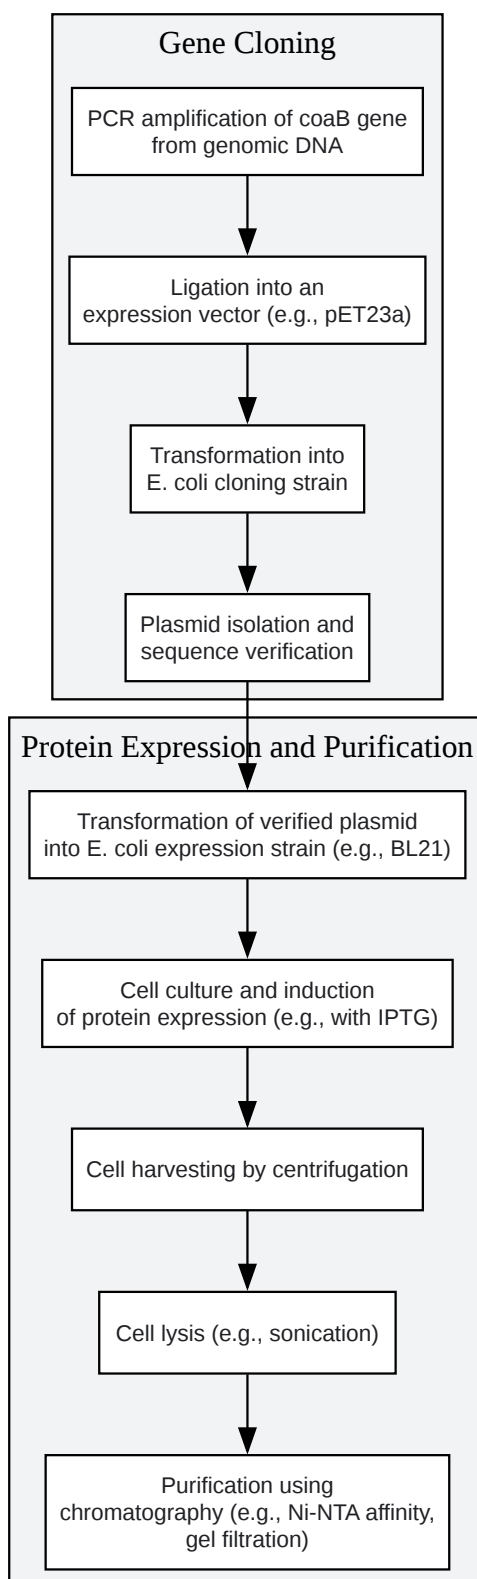 Gene Cloning
PCR amplification of coaB gene
from genomic DNA
Ligation into an
expression vector (e.g., pET23a)
Transformation into
E. coli cloning strain
Plasmid isolation and
sequence verification
Protein Expression and Purification
Transformation of verified plasmid
into E. coli expression strain (e.g., BL21)
Cell culture and induction
of protein expression (e.g., with IPTG)
Cell harvesting by centrifugation
Cell lysis (e.g., sonication)
Purification using
chromatography (e.g., Ni-NTA affinity,
gel filtration)